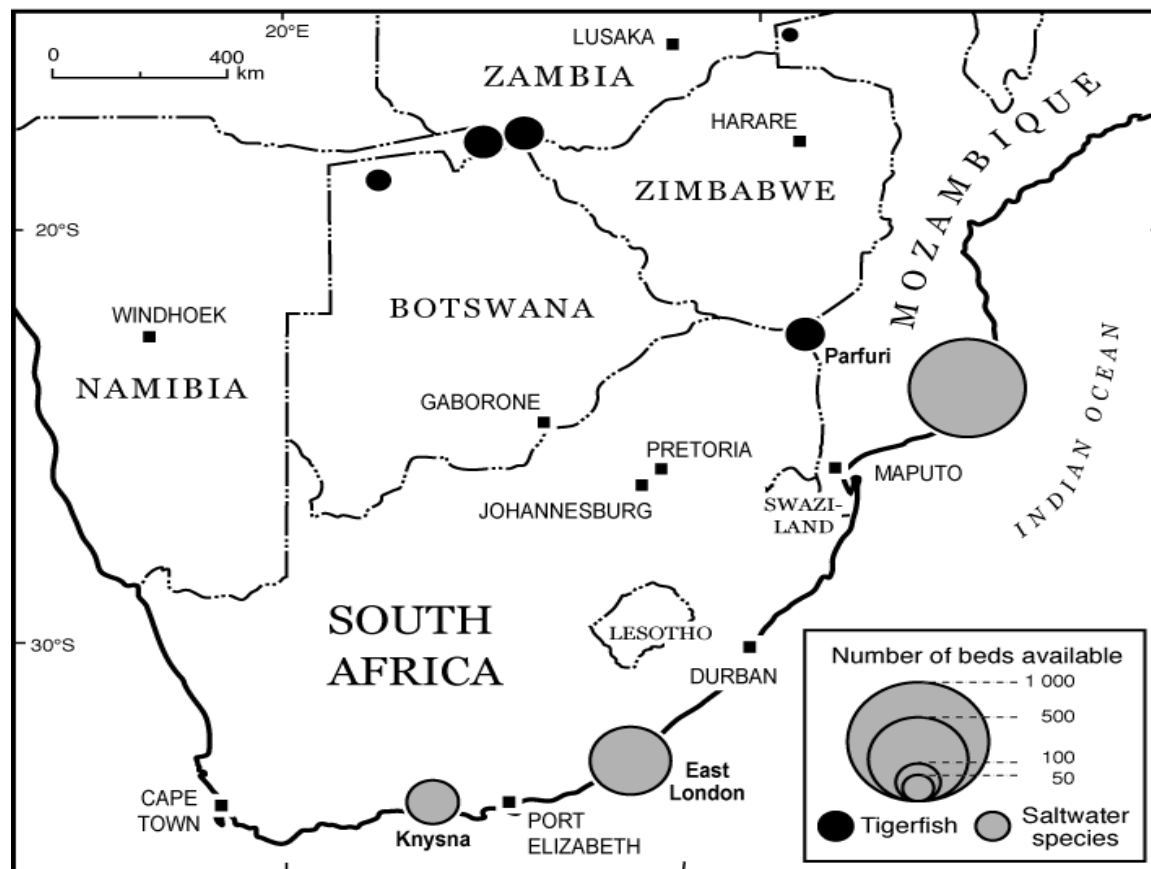 20°E
0
400
km
LUSAKA
ZAMBIA
HARARE
ZIMBABWE
MOZAMBIQUE
20°S
BOTSWANA
WINDHOEK
NAMIBIA
Parfuri
GABORONE
PRETORIA
JOHANNESBURG
MAPUTO
SWAZI-
LAND
INDIAN OCEAN
SOUTH
AFRICA
LESOTHO
30°S
DURBAN
East
London
CAPE
TOWN
Knysna
PORT
ELIZABETH
Number of beds available
1 000
500
100
50
Tigerfish
Saltwater
species